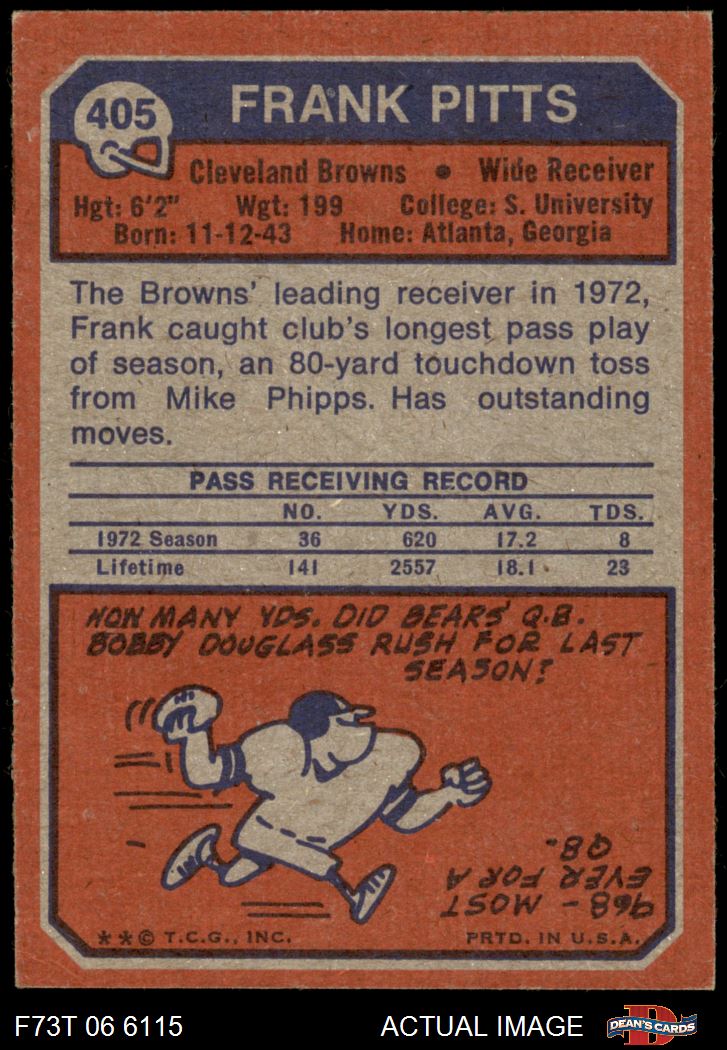 405
FRANK PITTS
Cleveland Browns • Wide Receiver
Hgt: 6'2" Wgt: 199 College: S. University
Born: 11-12-43 Home: Atlanta, Georgia
The Browns' leading receiver in 1972,
Frank caught club's longest pass play
of season, an 80-yard touchdown toss
from Mike Phipps. Has outstanding
moves.
PASS RECEIVING RECORD
NO. YDS. AVG. TDS.
1972 Season 36 620 17.2 8
Lifetime 141 2557 18.1 23
HOW MANY YDS. DID BEARS' Q.B.
BOBBY DOUGLASS RUSH FOR LAST
SEASON?
968 - MOST
EVER FOR A
QB.
**© T.C.G., INC. PRTD. IN U.S.A.
F73T 06 6115 ACTUAL IMAGE
D
DEAN'S CARDS